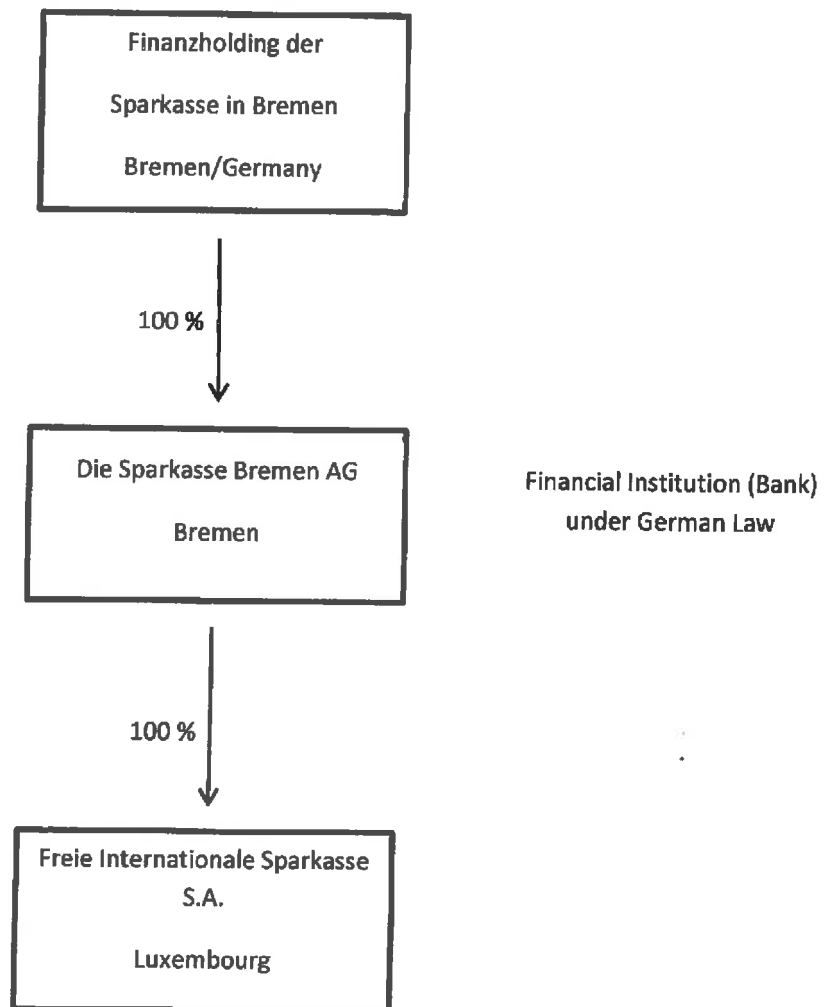 Finanzholding der
Sparkasse in Bremen
Bremen/Germany
100 %
Die Sparkasse Bremen AG
Bremen
Financial Institution (Bank)
under German Law
100 %
Freie Internationale Sparkasse
S.A.
Luxembourg